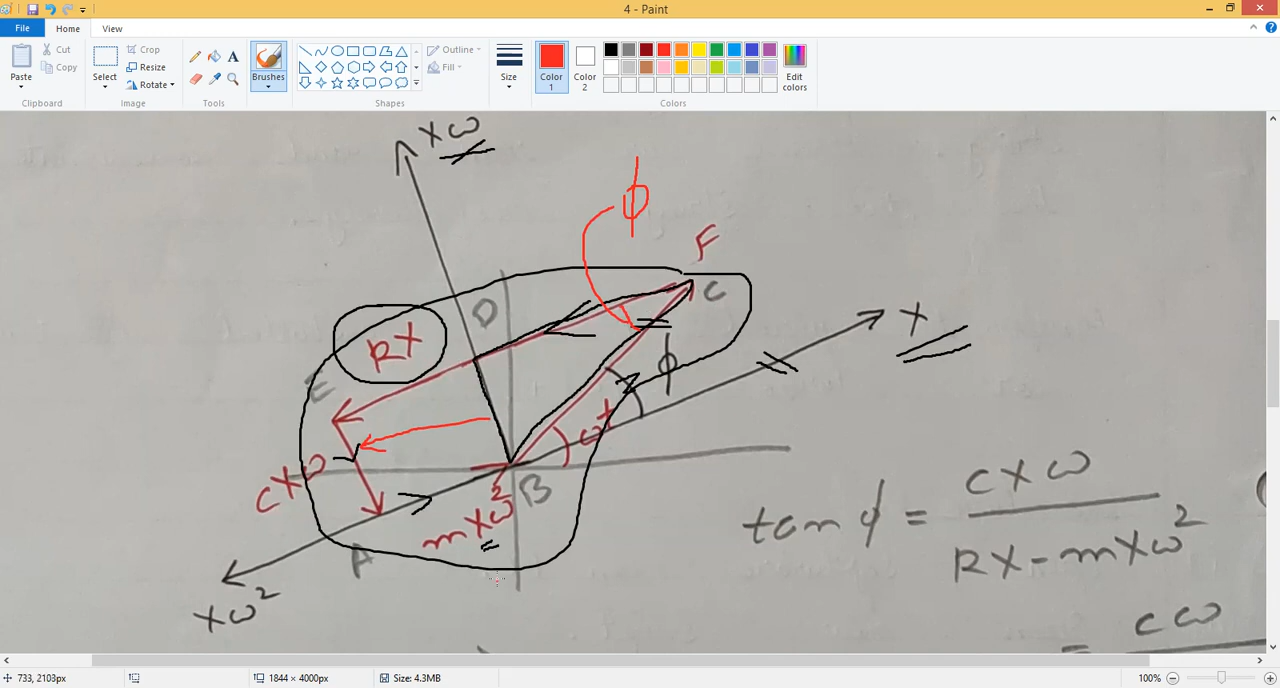 4 - Paint
File Home View
Paste Cut Copy Clipboard
Select Crop Resize Rotate Image
Tools
Brushes
Outline Fill Shapes
Size
Color 1 Color 2 Edit colors Colors
Xω
ϕ
F
D C
RX X
E ϕ
ωt
CXω
B
mXω²
A
Xω²
tan ϕ = CXω
RX - mXω²
= Cω
733, 2103px 1844 × 4000px Size: 4.3MB 100%